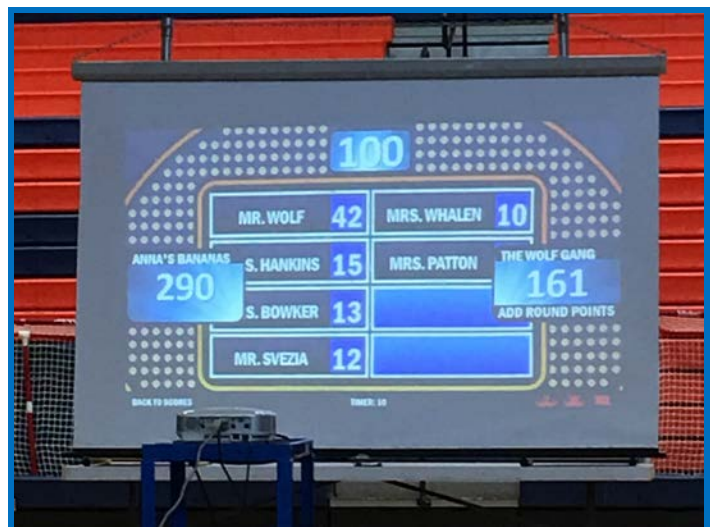 100
MR. WOLF 42 MRS. WHALEN 10
ANNA'S BANANAS
290
S. HANKINS 15 MRS. PATTON
THE WOLF GANG
161
ADD ROUND POINTS
S. BOWKER 13
MR. SVEZIA 12
BACK TO SCORES
TIMER: 10